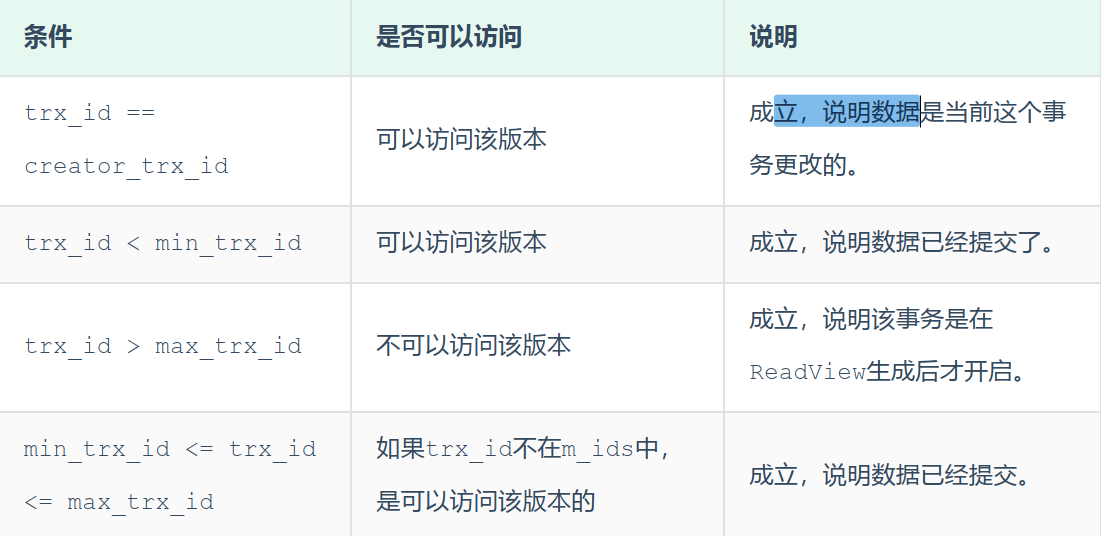 条件 是否可以访问 说明
trx_id ==
creator_trx_id
可以访问该版本
成立，说明数据是当前这个事
务更改的。
trx_id < min_trx_id 可以访问该版本 成立，说明数据已经提交了。
trx_id > max_trx_id 不可以访问该版本
成立，说明该事务是在
ReadView生成后才开启。
min_trx_id <= trx_id
<= max_trx_id
如果trx_id不在m_ids中，
是可以访问该版本的
成立，说明数据已经提交。